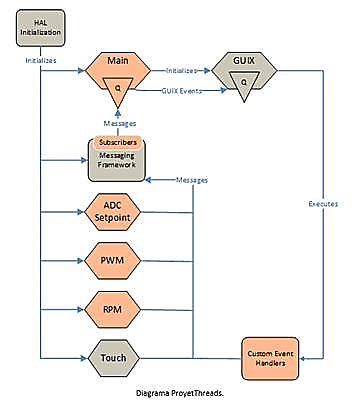 HAL
Initialization
Initializes
Main
Initializes
GUIX
Q
GUIX Events
Q
Messages
Subscribers
Messaging
Framework
Messages
ADC
Setpoint
Executes
PWM
RPM
Touch
Custom Event
Handlers
Diagrama ProyetThreads.